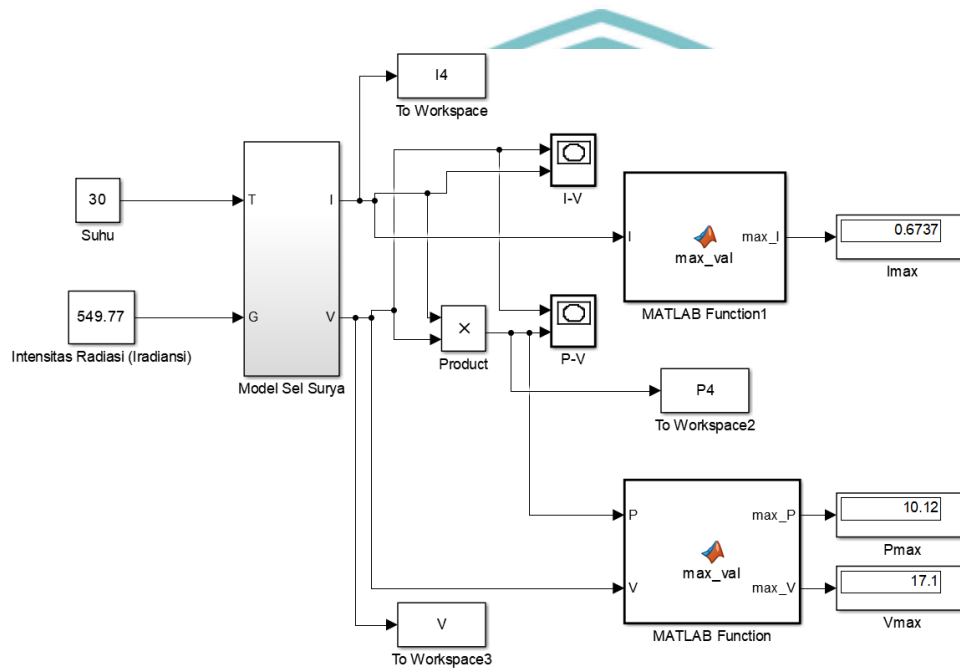 I4
To Workspace
I-V
30
Suhu
T
I
549.77
Intensitas Radiasi (Iradiansi)
G
V
Model Sel Surya
×
Product
P-V
I
max_val
max_I
MATLAB Function1
0.6737
Imax
P4
To Workspace2
P
V
max_val
max_P
max_V
MATLAB Function
10.12
Pmax
17.1
Vmax
V
To Workspace3